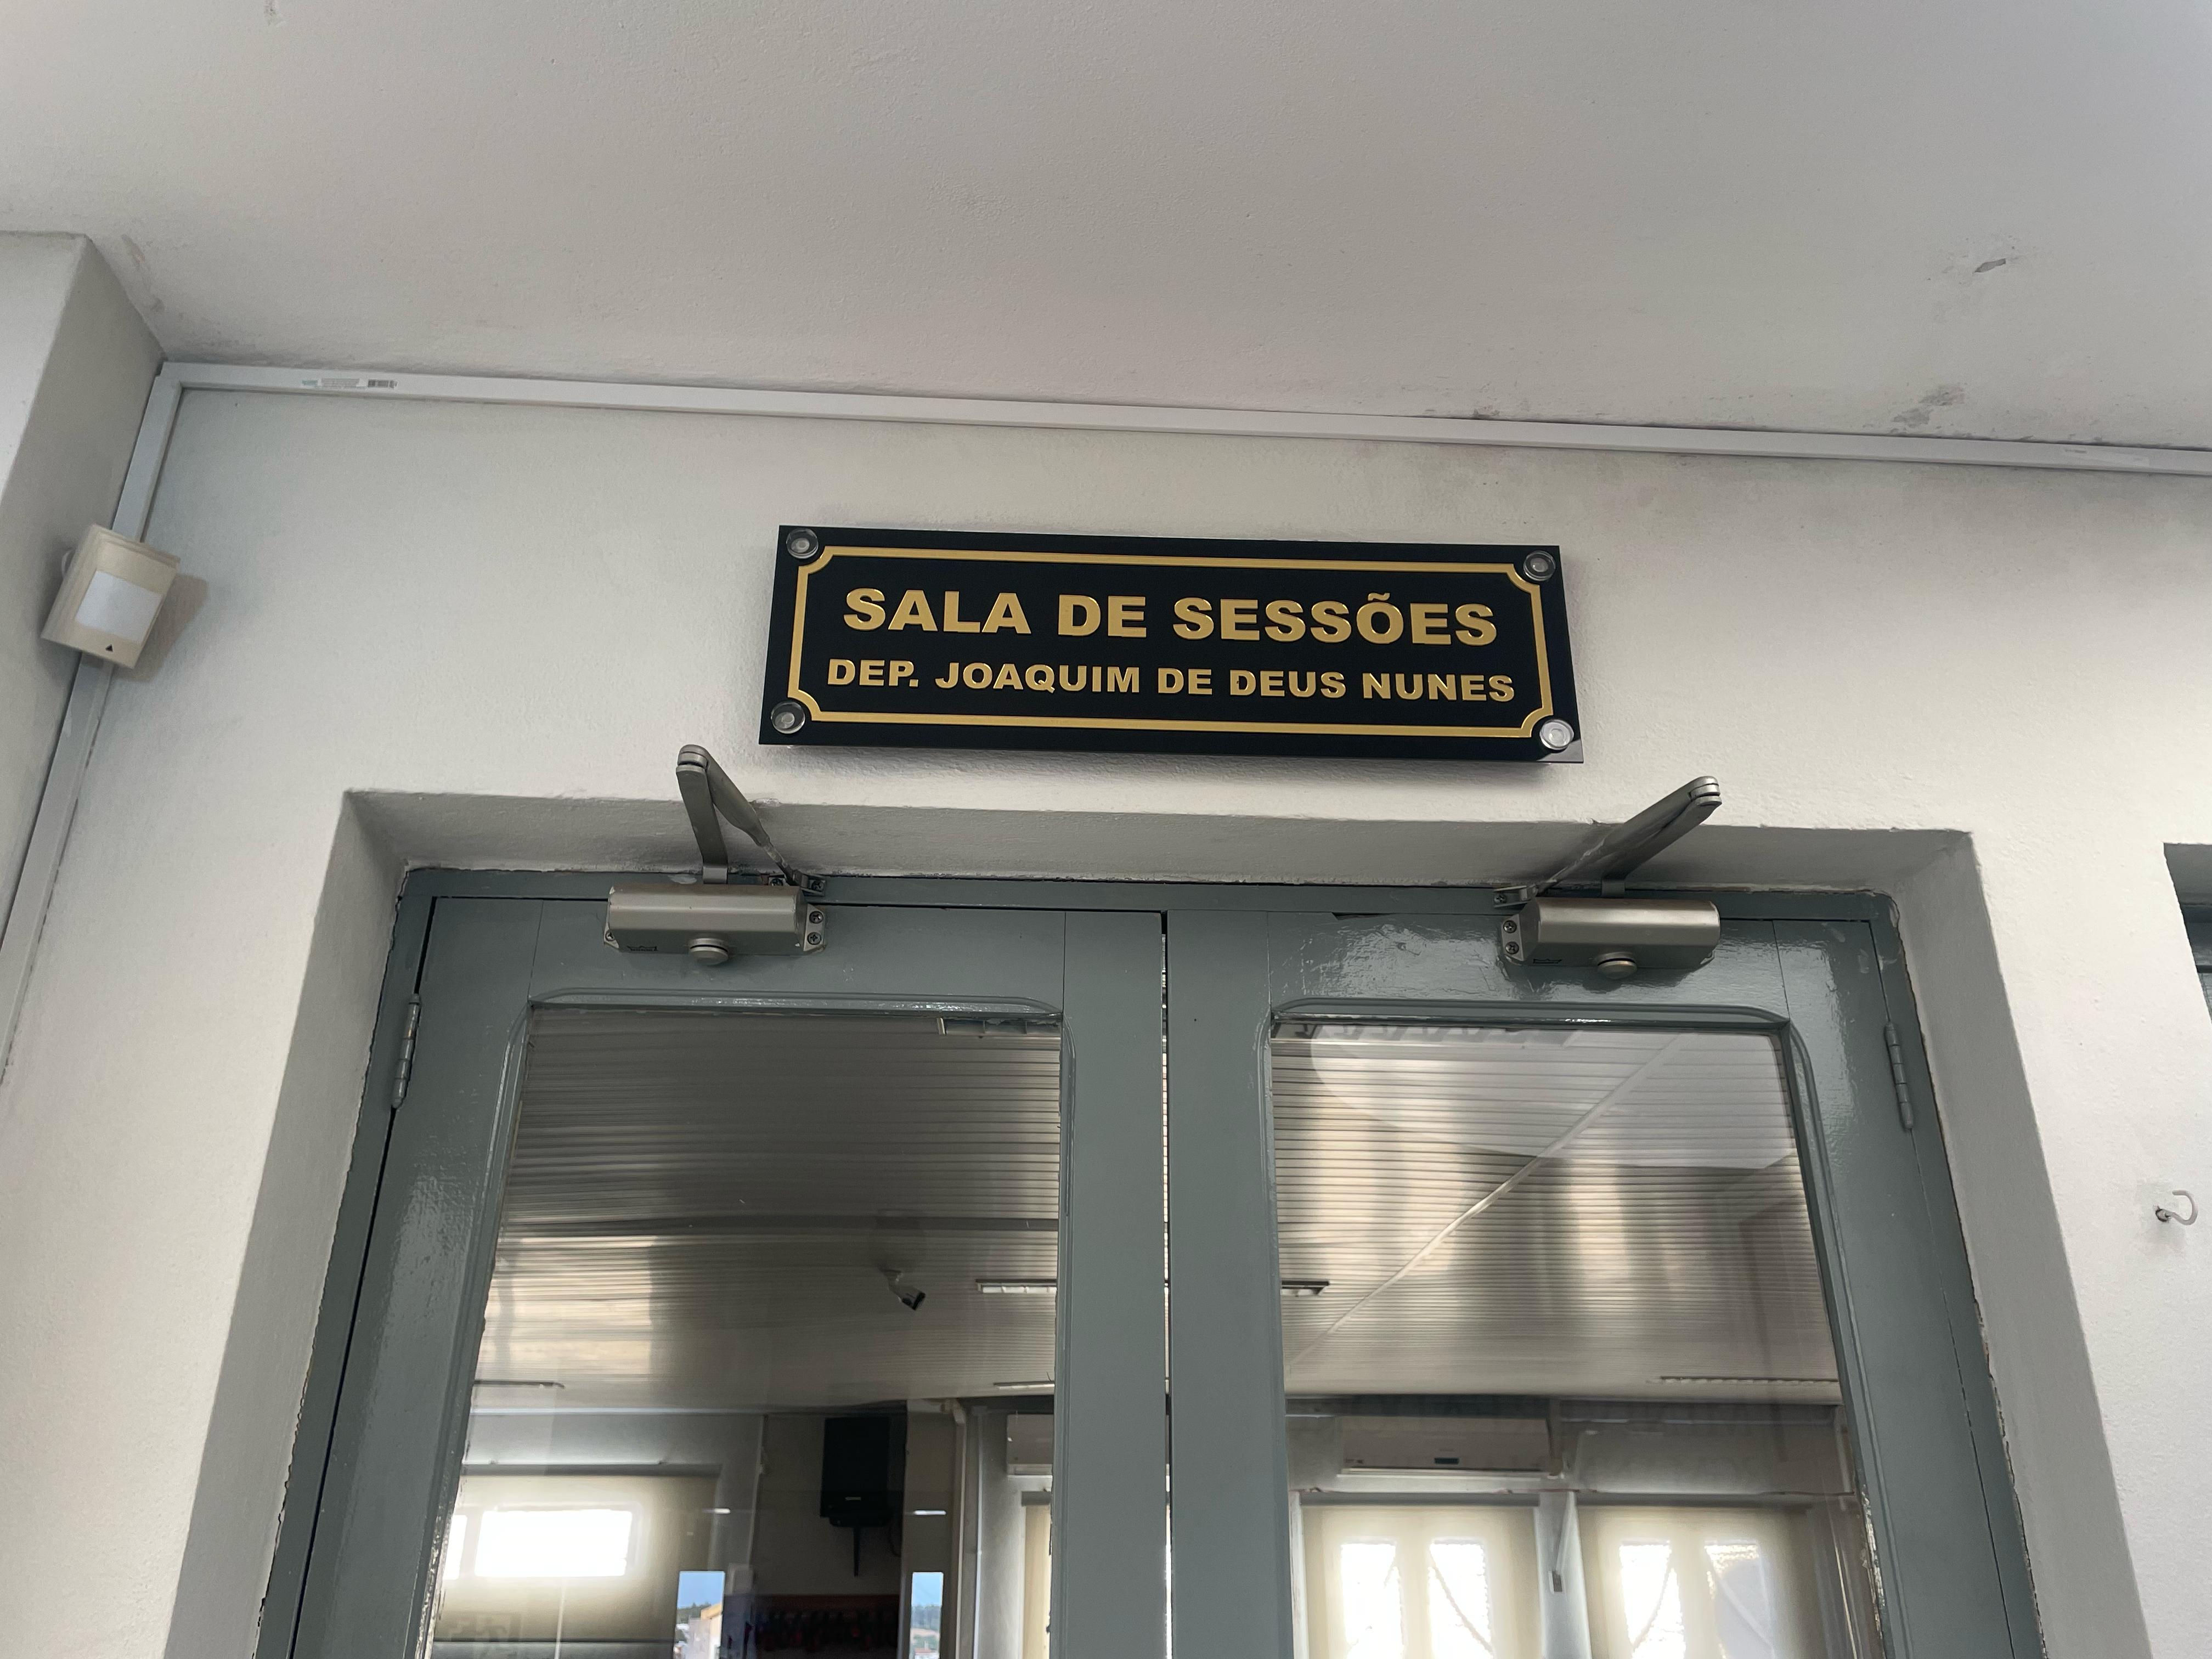 SALA DE SESSÕES
DEP. JOAQUIM DE DEUS NUNES